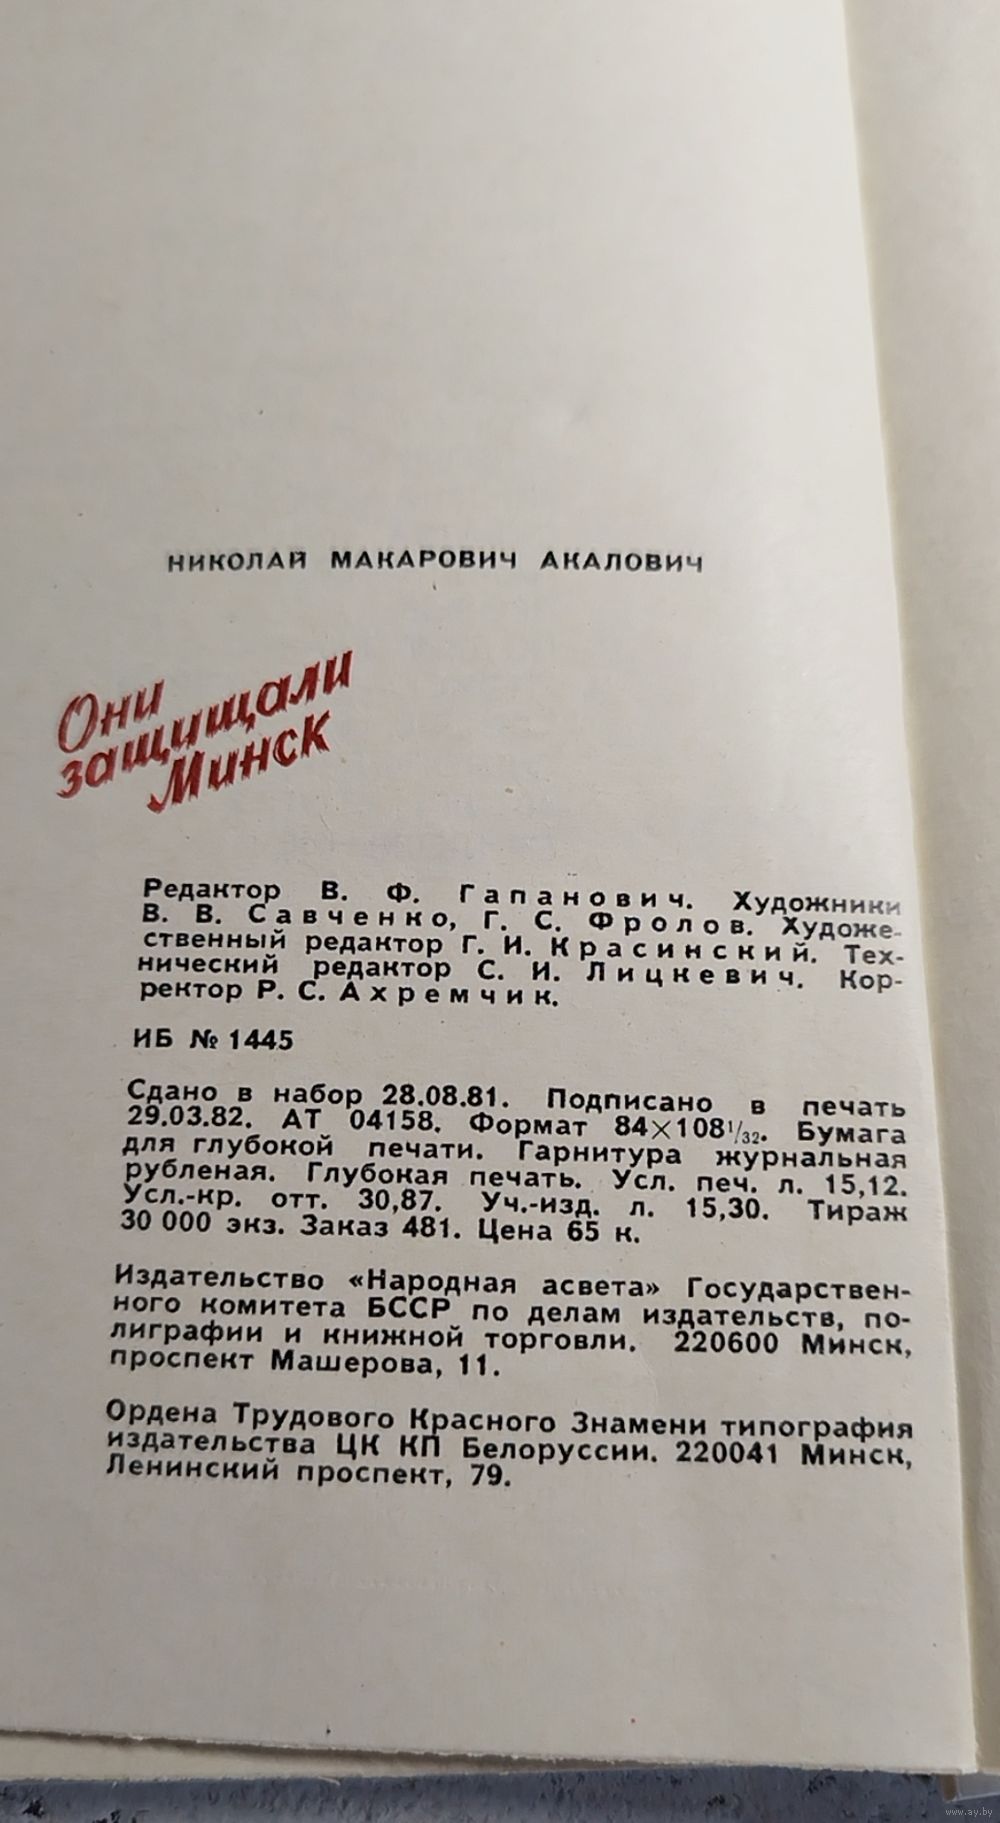 НИКОЛАЙ МАКАРОВИЧ АКАЛОВИЧ
Они
защищали
Минск
Редактор В. Ф. Гапанович. Художники
В. В. Савченко, Г. С. Фролов. Художе-
ственный редактор Г. И. Красинский. Тех-
нический редактор С. И. Лицкевич. Кор-
ректор Р. С. Ахремчик.
ИБ № 1445
Сдано в набор 28.08.81. Подписано в печать
29.03.82. АТ 04158. Формат 84×108 1/32. Бумага
для глубокой печати. Гарнитура журнальная
рубленая. Глубокая печать. Усл. печ. л. 15,12.
Усл.-кр. отт. 30,87. Уч.-изд. л. 15,30. Тираж
30 000 экз. Заказ 481. Цена 65 к.
Издательство «Народная асвета» Государствен-
ного комитета БССР по делам издательств, по-
лиграфии и книжной торговли. 220600 Минск,
проспект Машерова, 11.
Ордена Трудового Красного Знамени типография
издательства ЦК КП Белоруссии. 220041 Минск,
Ленинский проспект, 79.
www.ay.by